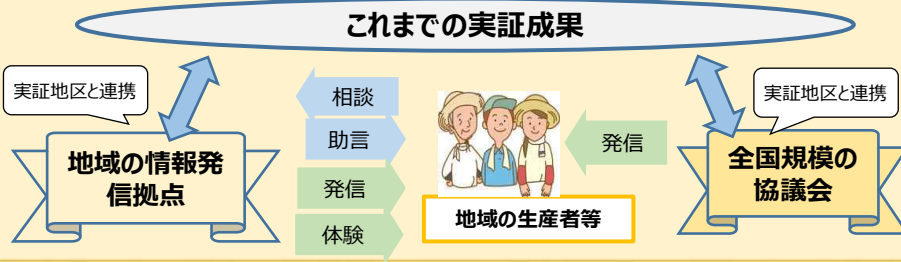 これまでの実証成果
実証地区と連携
実証地区と連携
相談
助言
発信
体験
発信
地域の情報発
信拠点
地域の生産者等
全国規模の
協議会